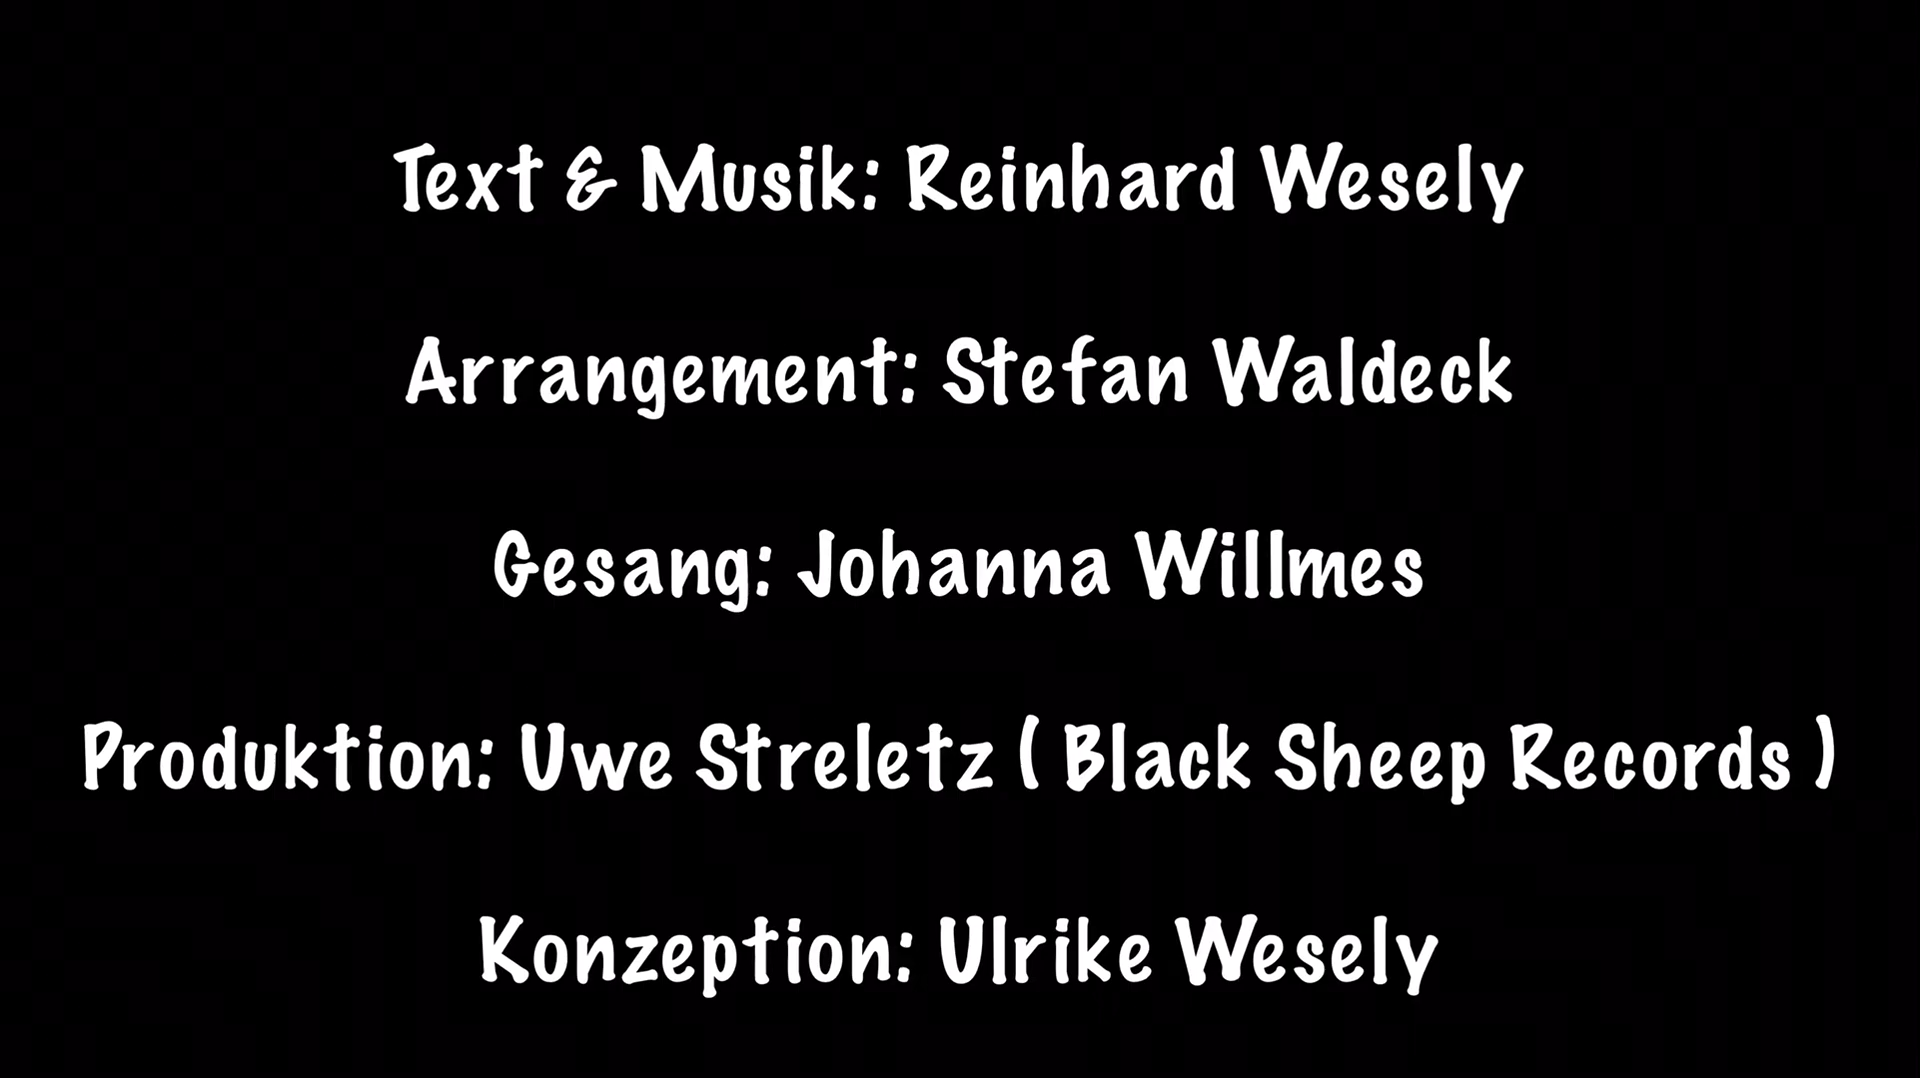 Text & Musik: Reinhard Wesely
Arrangement: Stefan Waldeck
Gesang: Johanna Willmes
Produktion: Uwe Streletz ( Black Sheep Records )
Konzeption: Ulrike Wesely